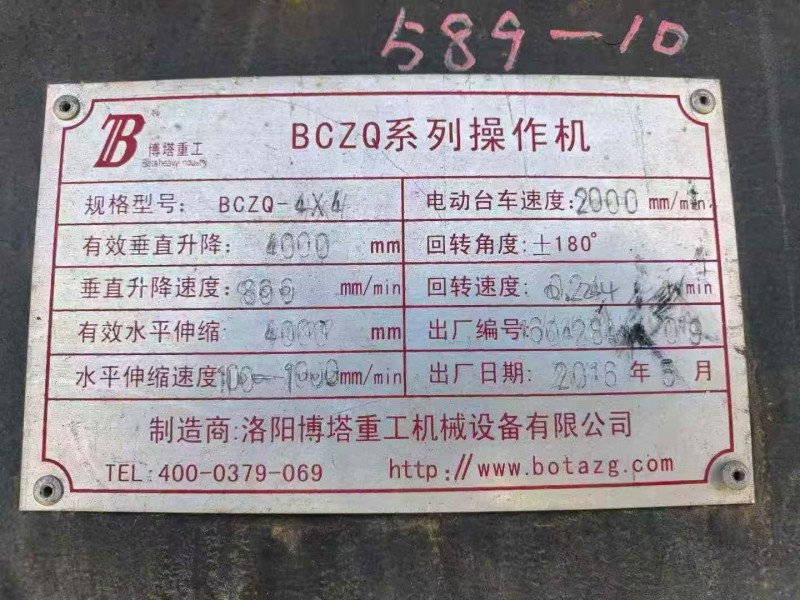 589-10
博塔重工
BCZQ系列操作机
规格型号: BCZQ-4X4
电动台车速度:2000 mm/min
有效垂直升降: 4000 mm
回转角度:±180°
垂直升降速度:800 mm/min
回转速度: 0.244 r/min
有效水平伸缩 4000 mm
出厂编号
水平伸缩速度100-1000mm/min
出厂日期: 2016 年 月
制造商:洛阳博塔重工机械设备有限公司
TEL:400-0379-069 http://www.botazg.com